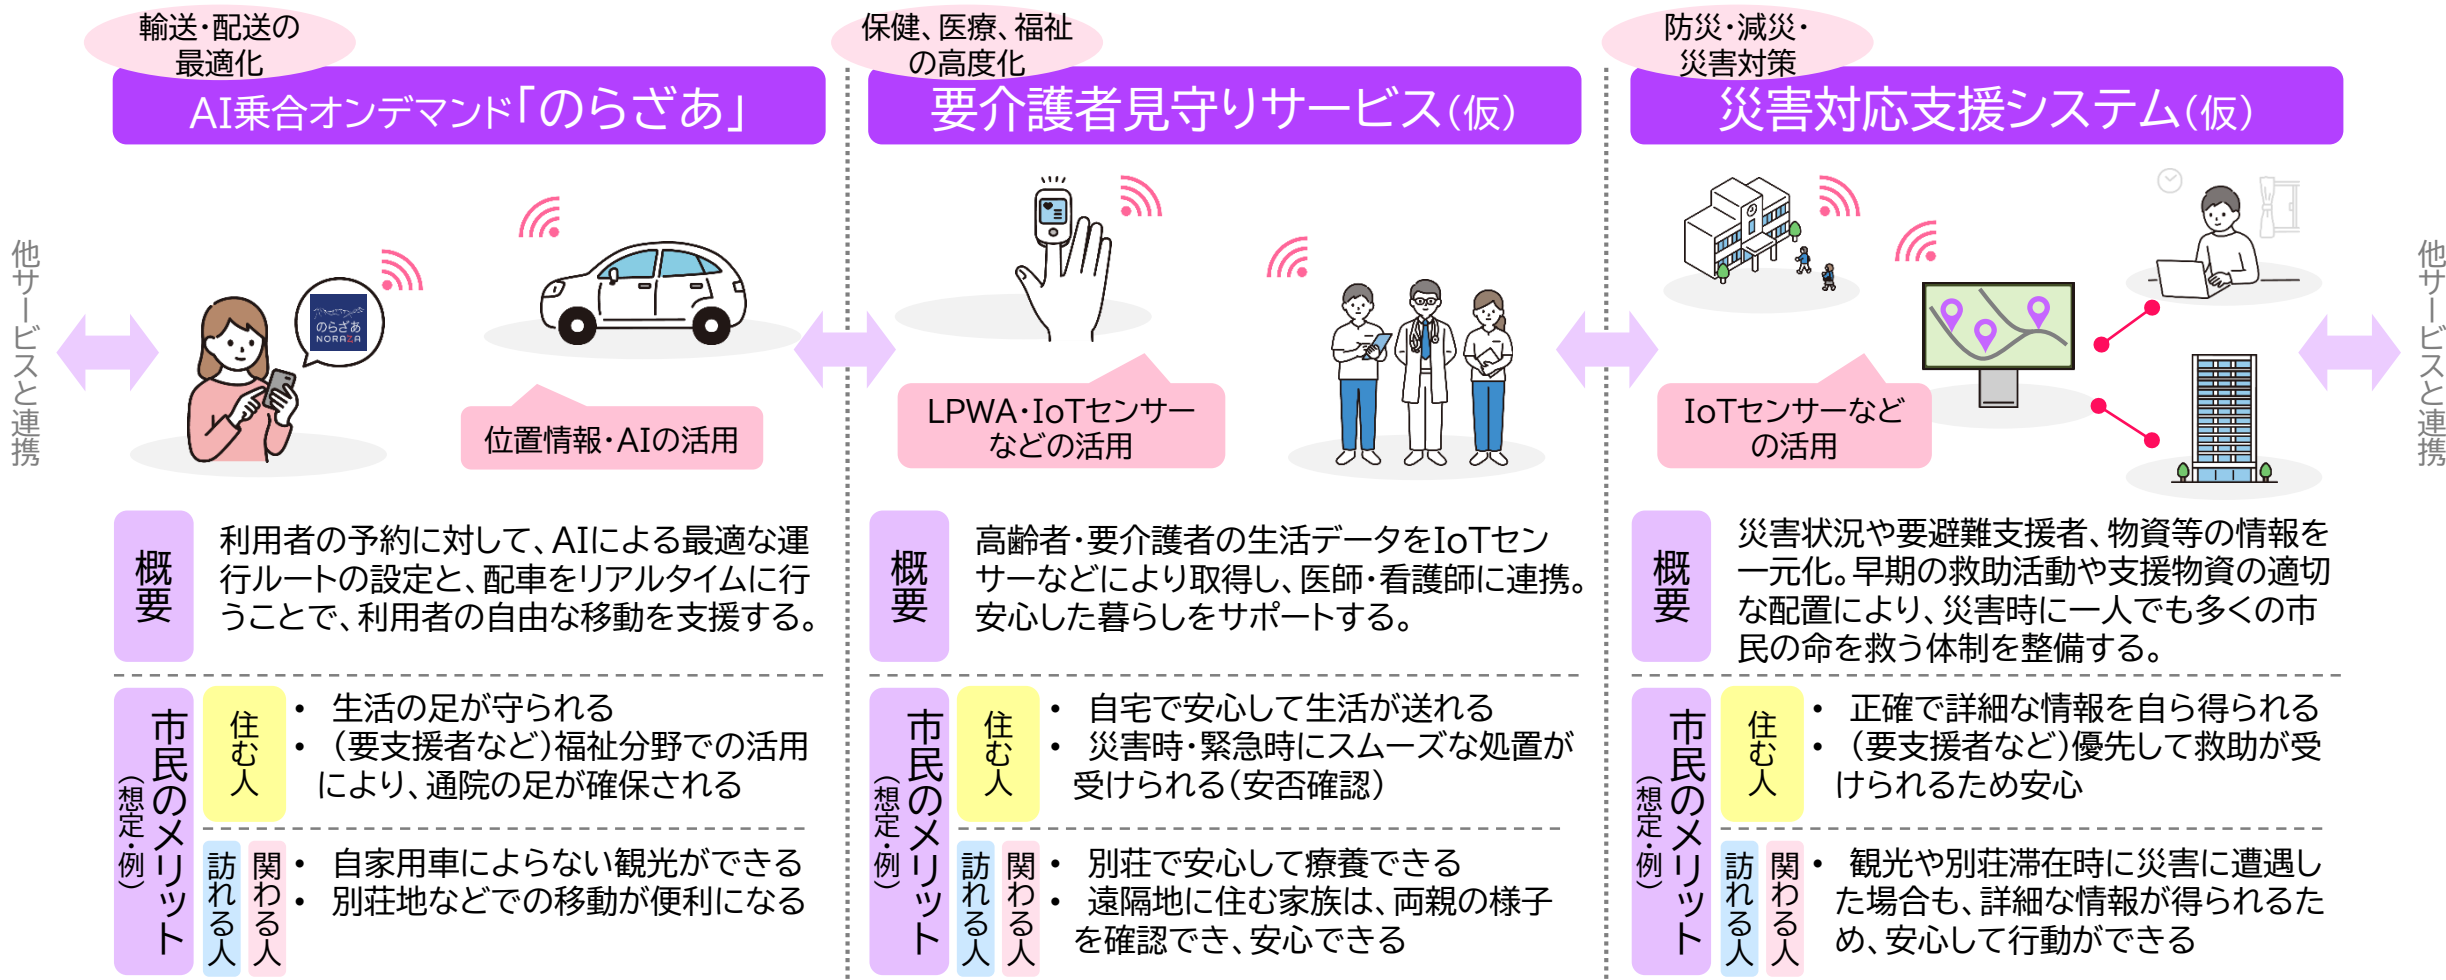 輸送・配送の
最適化
AI乗合オンデマンド「のらざあ」
他サービスと連携
のらざあ
NORAZA
位置情報・AIの活用
概要
利用者の予約に対して、AIによる最適な運
行ルートの設定と、配車をリアルタイムに行
うことで、利用者の自由な移動を支援する。
市民のメリット
（想定・例）
住む人
• 生活の足が守られる
• （要支援者など）福祉分野での活用
により、通院の足が確保される
訪れる人
関わる人
• 自家用車によらない観光ができる
• 別荘地などでの移動が便利になる
保健、医療、福祉
の高度化
要介護者見守りサービス（仮）
LPWA・IoTセンサー
などの活用
概要
高齢者・要介護者の生活データをIoTセン
サーなどにより取得し、医師・看護師に連携。
安心した暮らしをサポートする。
市民のメリット
（想定・例）
住む人
• 自宅で安心して生活が送れる
• 災害時・緊急時にスムーズな処置が
受けられる（安否確認）
訪れる人
関わる人
• 別荘で安心して療養できる
• 遠隔地に住む家族は、両親の様子
を確認でき、安心できる
防災・減災・
災害対策
災害対応支援システム（仮）
IoTセンサーなど
の活用
他サービスと連携
概要
災害状況や要避難支援者、物資等の情報を
一元化。早期の救助活動や支援物資の適切
な配置により、災害時に一人でも多くの市
民の命を救う体制を整備する。
市民のメリット
（想定・例）
住む人
• 正確で詳細な情報を自ら得られる
• （要支援者など）優先して救助が受
けられるため安心
訪れる人
関わる人
• 観光や別荘滞在時に災害に遭遇し
た場合も、詳細な情報が得られるた
め、安心して行動ができる